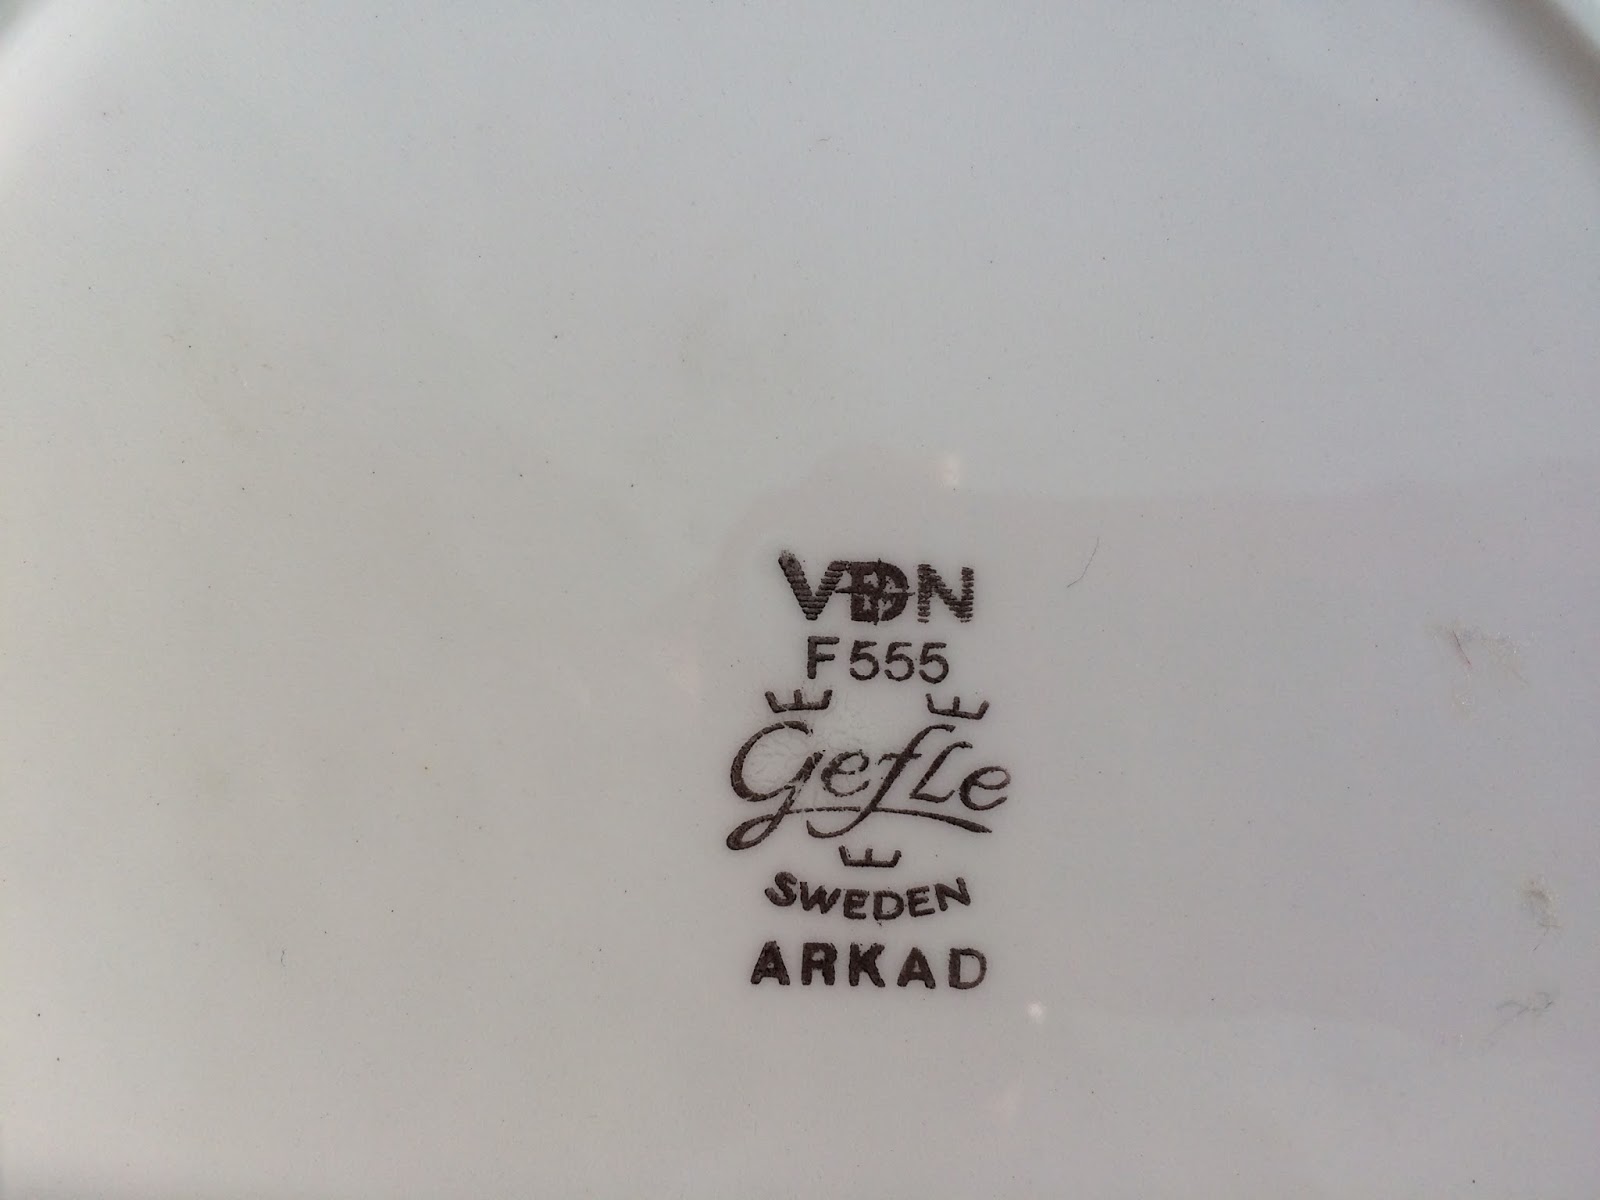 VDN
F555
Gefle
SWEDEN
ARKAD